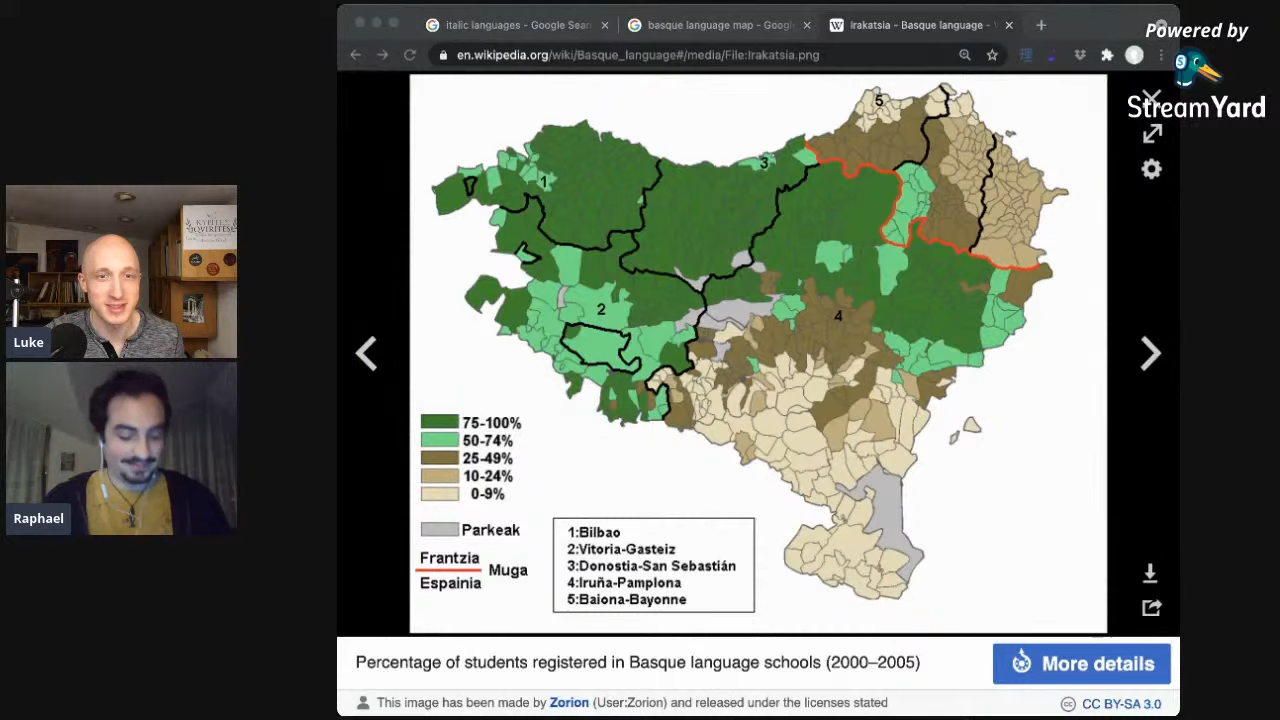 italic languages - Google Sear
basque language map - Googl
Irakatsia - Basque language -
Powered by
StreamYard
en.wikipedia.org/wiki/Basque_language#/media/File:Irakatsia.png
5
3
1
2
4
Luke
Raphael
75-100%
50-74%
25-49%
10-24%
0-9%
Parkeak
Frantzia
Muga
Espainia
1:Bilbao
2:Vitoria-Gasteiz
3:Donostia-San Sebastián
4:Iruña-Pamplona
5:Baiona-Bayonne
Percentage of students registered in Basque language schools (2000–2005)
More details
This image has been made by Zorion (User:Zorion) and released under the licenses stated
CC BY-SA 3.0